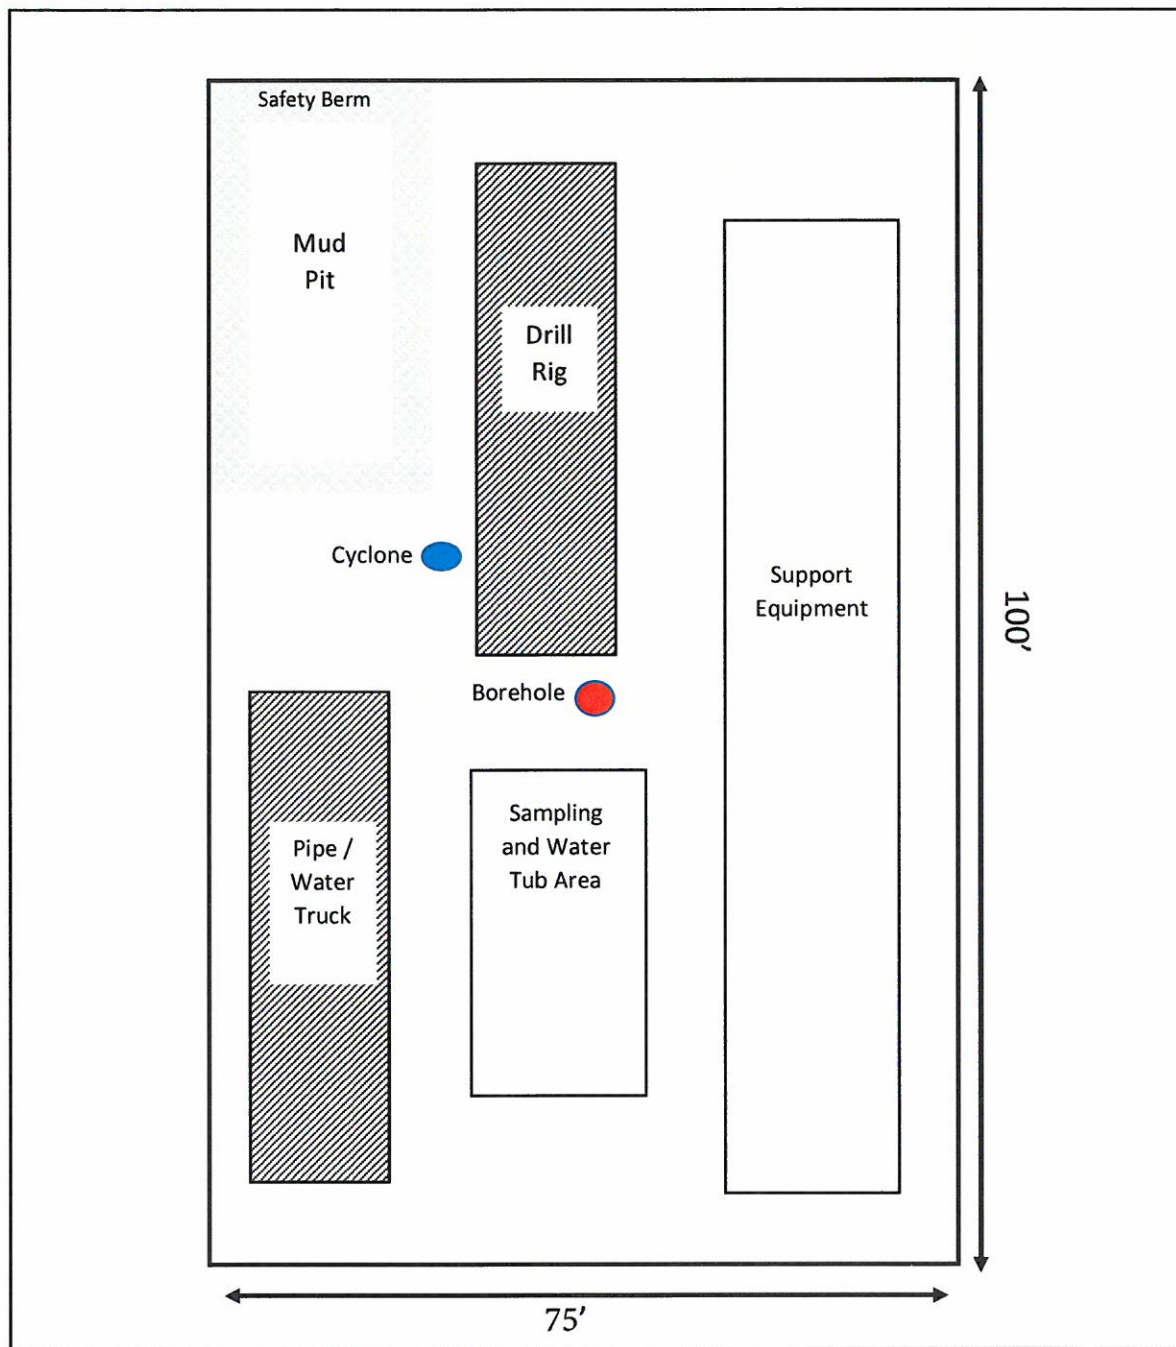 Safety Berm
Mud
Pit
Drill
Rig
Cyclone
Support
Equipment
100’
Borehole
Sampling
and Water
Tub Area
Pipe /
Water
Truck
75’